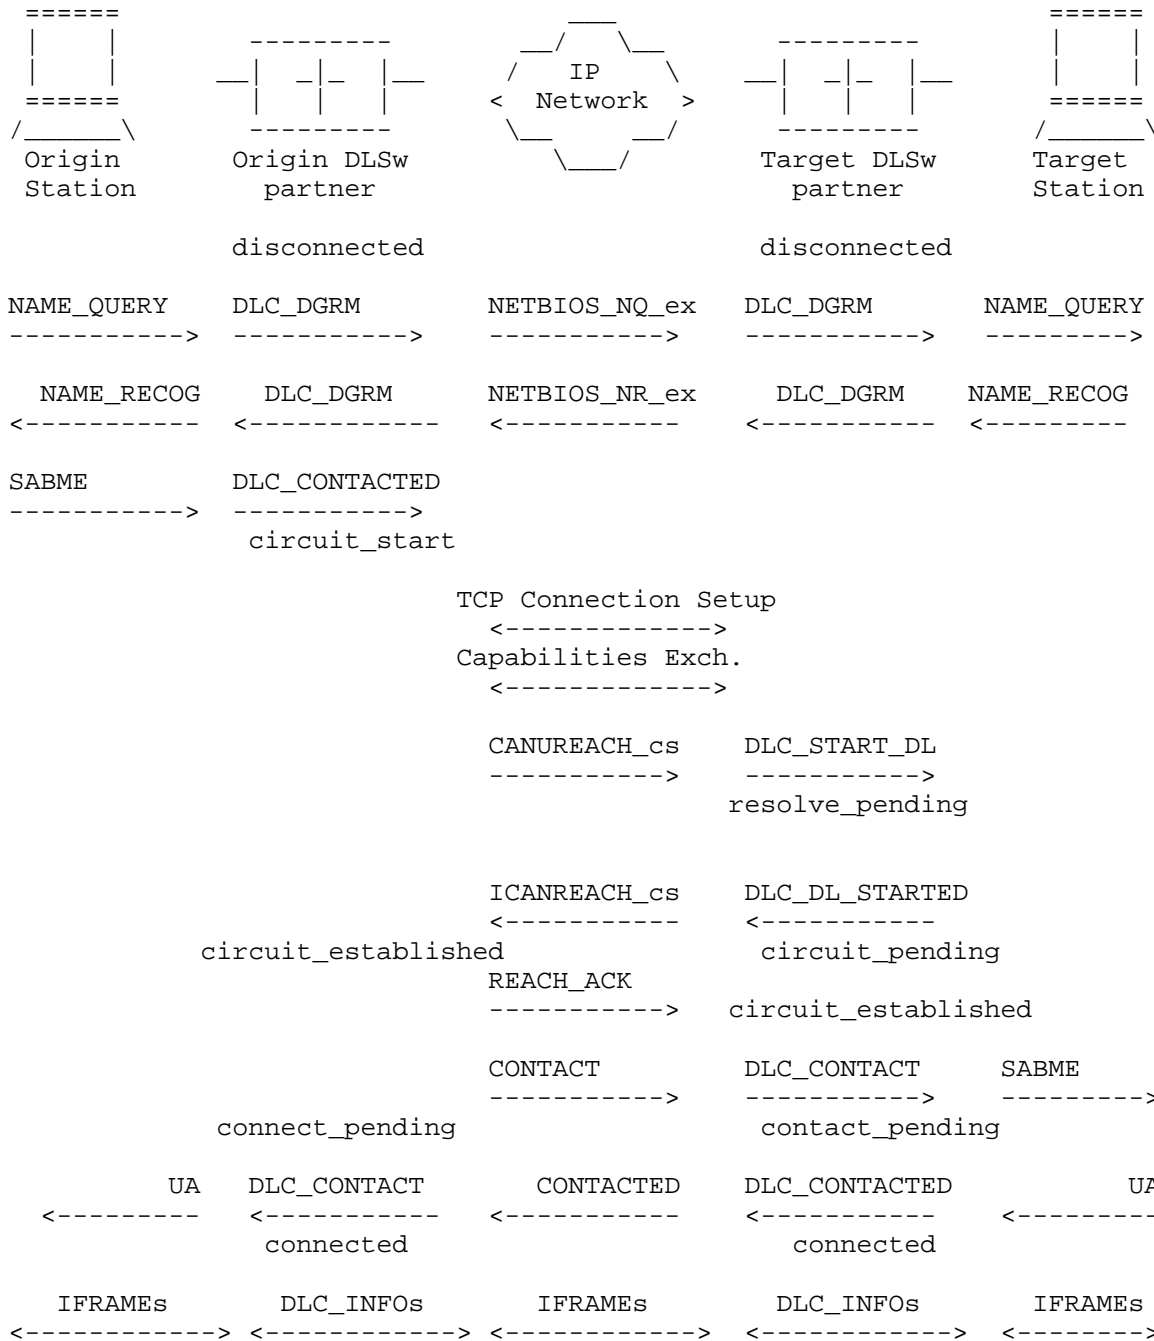 IP
Network
Origin Origin DLSw Target DLSw Target
Station partner partner Station
disconnected disconnected
NAME_QUERY DLC_DGRM NETBIOS_NQ_ex DLC_DGRM NAME_QUERY
NAME_RECOG DLC_DGRM NETBIOS_NR_ex DLC_DGRM NAME_RECOG
SABME DLC_CONTACTED
circuit_start
TCP Connection Setup
Capabilities Exch.
CANUREACH_cs DLC_START_DL
resolve_pending
ICANREACH_cs DLC_DL_STARTED
circuit_established circuit_pending
REACH_ACK
circuit_established
CONTACT DLC_CONTACT SABME
connect_pending contact_pending
UA DLC_CONTACT CONTACTED DLC_CONTACTED UA
connected connected
IFRAMEs DLC_INFOs IFRAMEs DLC_INFOs IFRAMEs